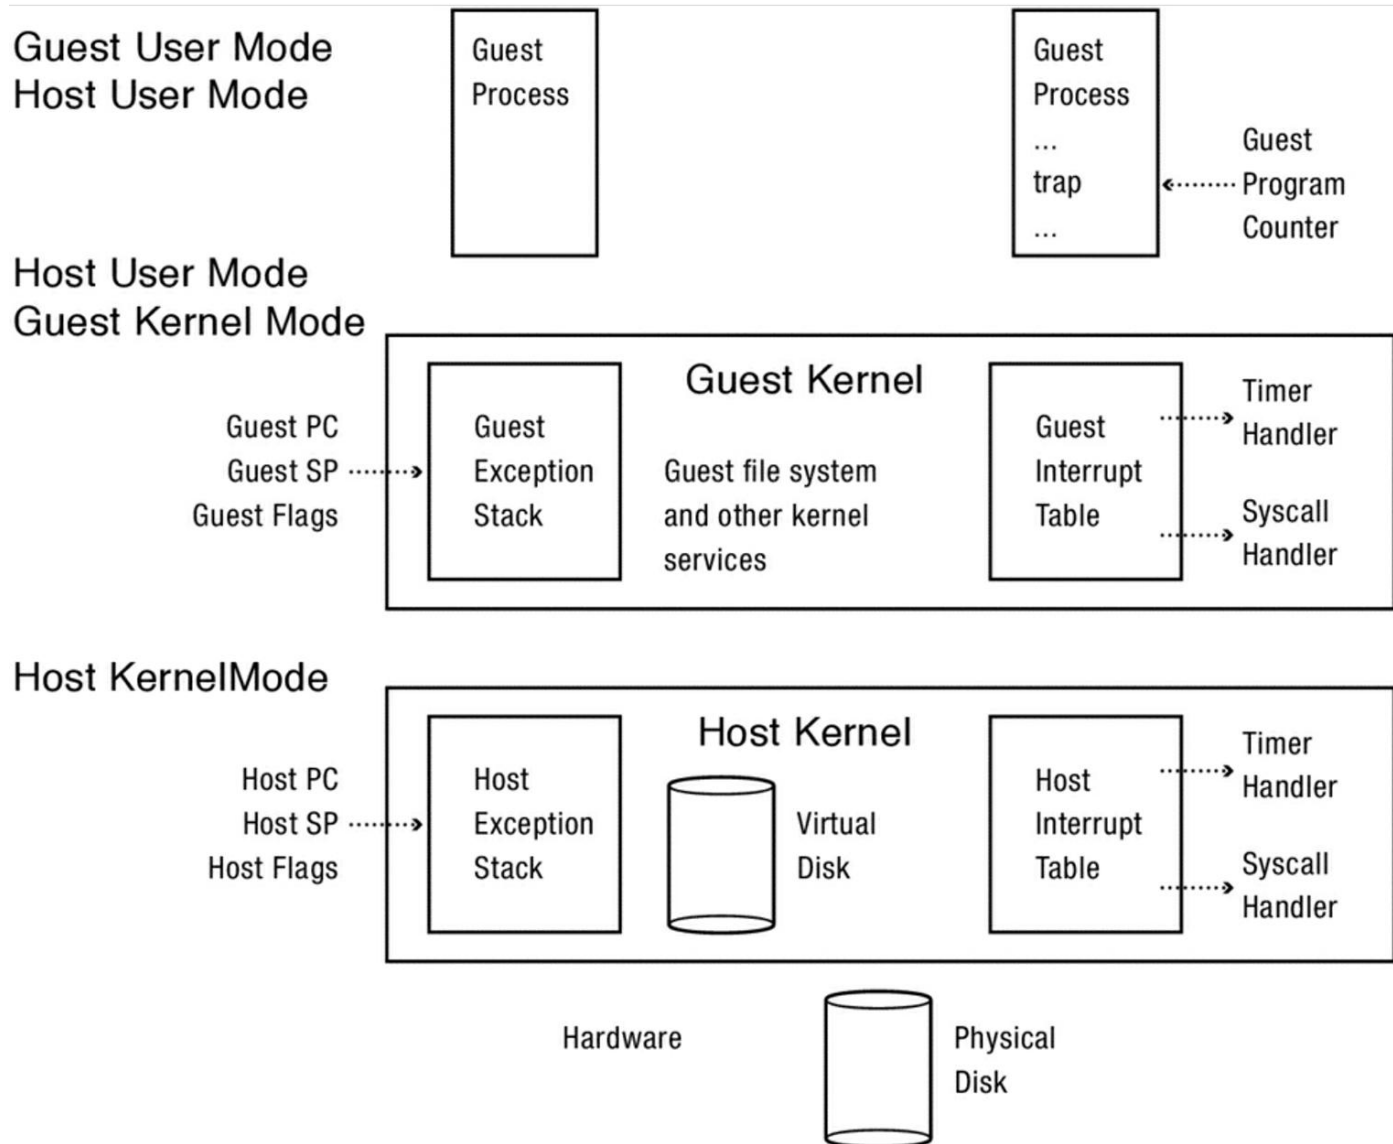 Guest User Mode
Host User Mode
Guest
Process
Guest
Process
...
trap
...
Guest
Program
Counter
Host User Mode
Guest Kernel Mode
Guest Kernel
Guest PC
Guest SP
Guest Flags
Guest
Exception
Stack
Guest file system
and other kernel
services
Guest
Interrupt
Table
Timer
Handler
Syscall
Handler
Host KernelMode
Host Kernel
Host PC
Host SP
Host Flags
Host
Exception
Stack
Virtual
Disk
Host
Interrupt
Table
Timer
Handler
Syscall
Handler
Hardware
Physical
Disk